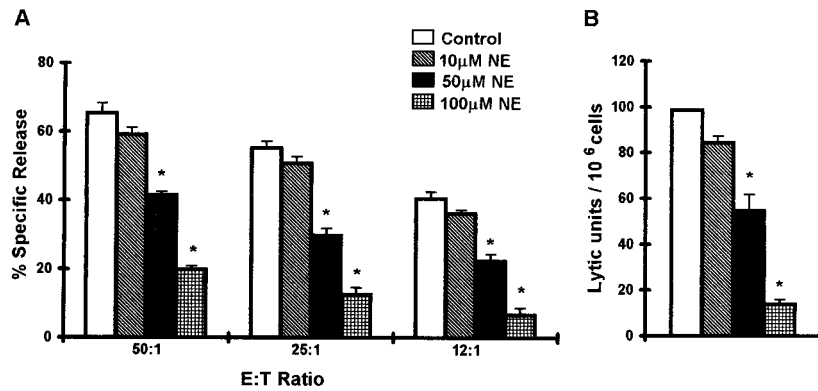 A
Control
10µM NE
50µM NE
100µM NE
% Specific Release
80
60
40
20
0
*
*
*
*
*
*
50:1
25:1
12:1
E:T Ratio
B
Lytic units / 10 6 cells
120
100
80
60
40
20
0
*
*